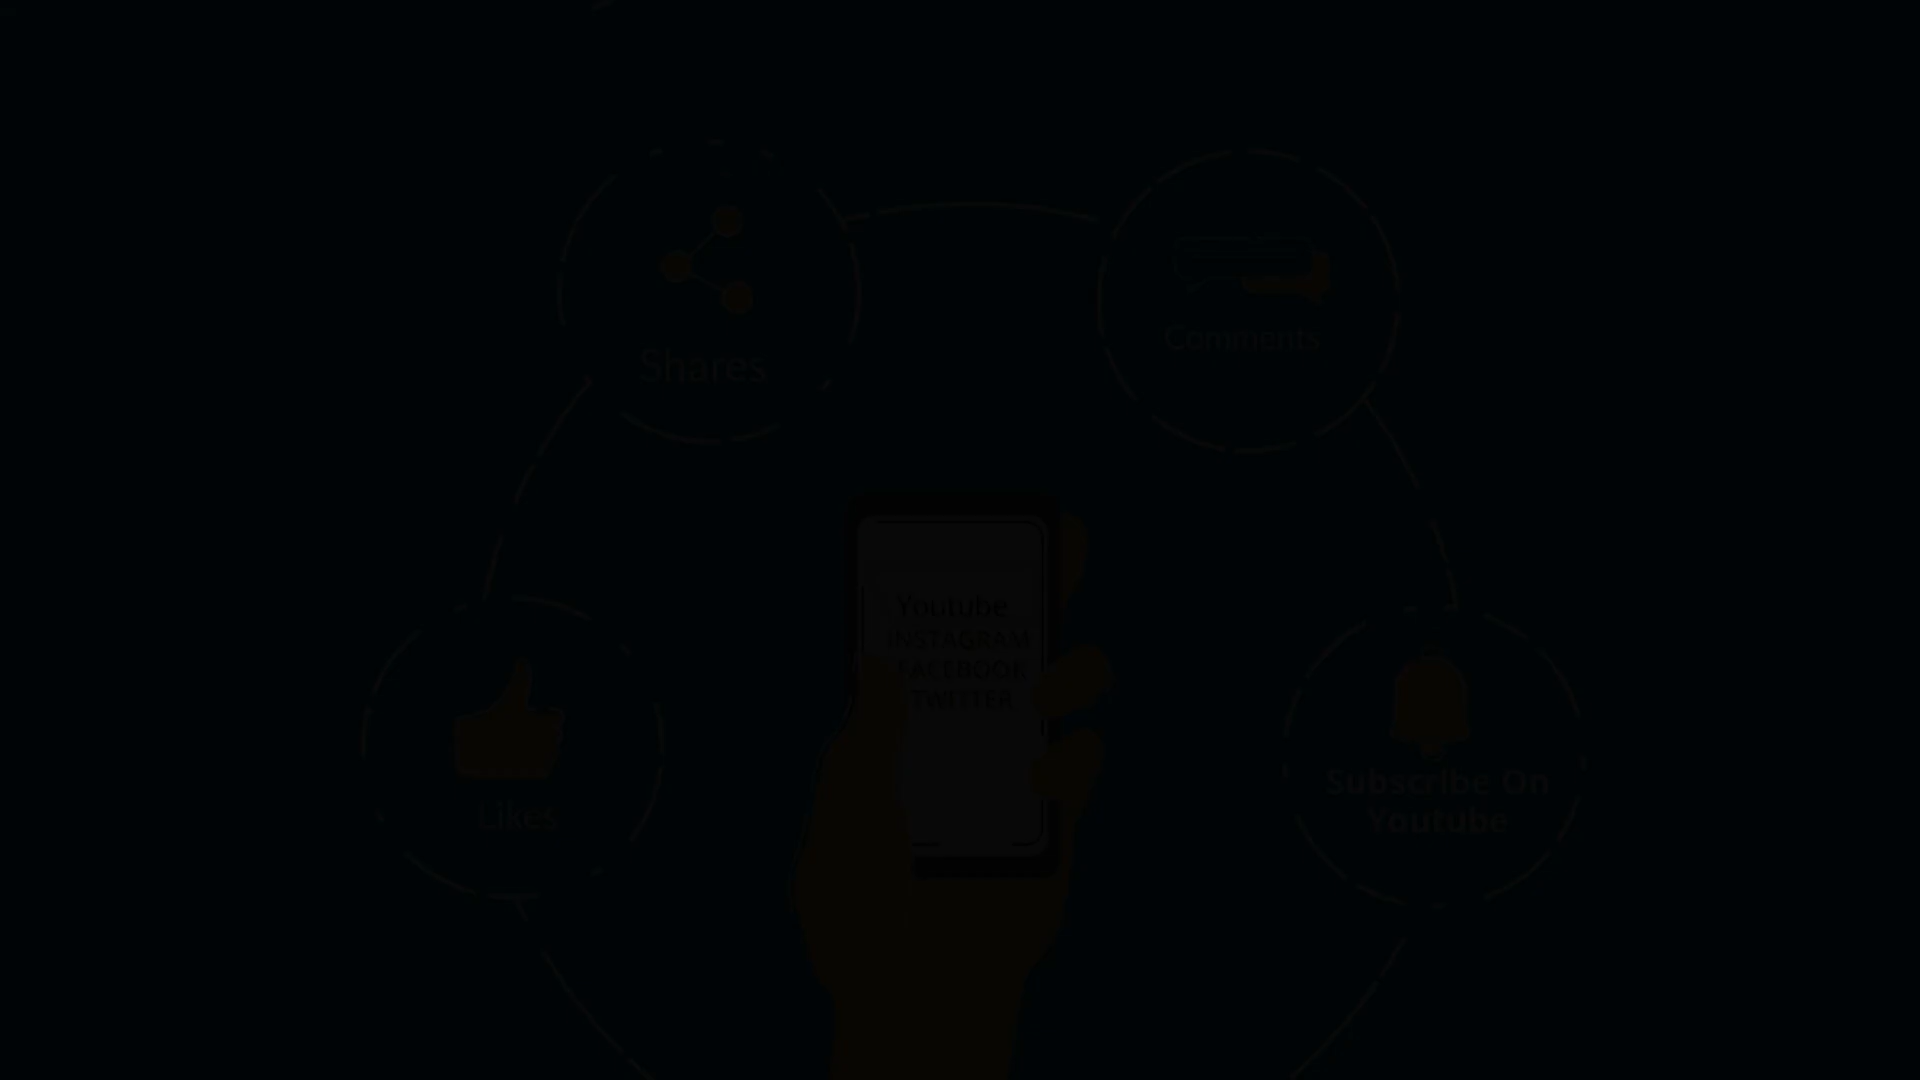 Shares
Comments
Youtube
INSTAGRAM
FACEBOOK
TWITTER
Likes
Subscribe On
Youtube